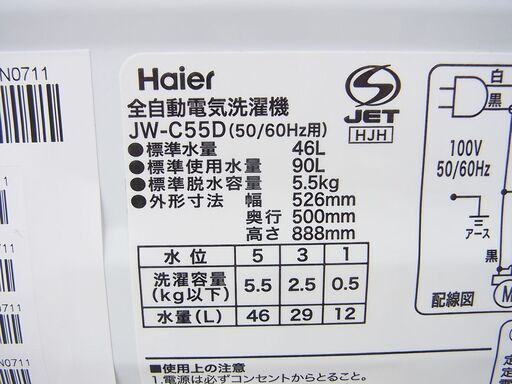 N0711
Haier
全自動電気洗濯機
JW-C55D(50/60Hz用)
●標準水量 46L
●標準使用水量 90L
●標準脱水容量 5.5kg
●外形寸法 幅 526mm
奥行 500mm
高さ 888mm
水位 5 3 1
洗濯容量(kg以下) 5.5 2.5 0.5
水量(L) 46 29 12
■使用上の注意
1.電源は必ずコンセントからとること。
S
JET
HJH
白
黒
100V
50/60Hz
アース
黒
M
配線図
0711
N0711